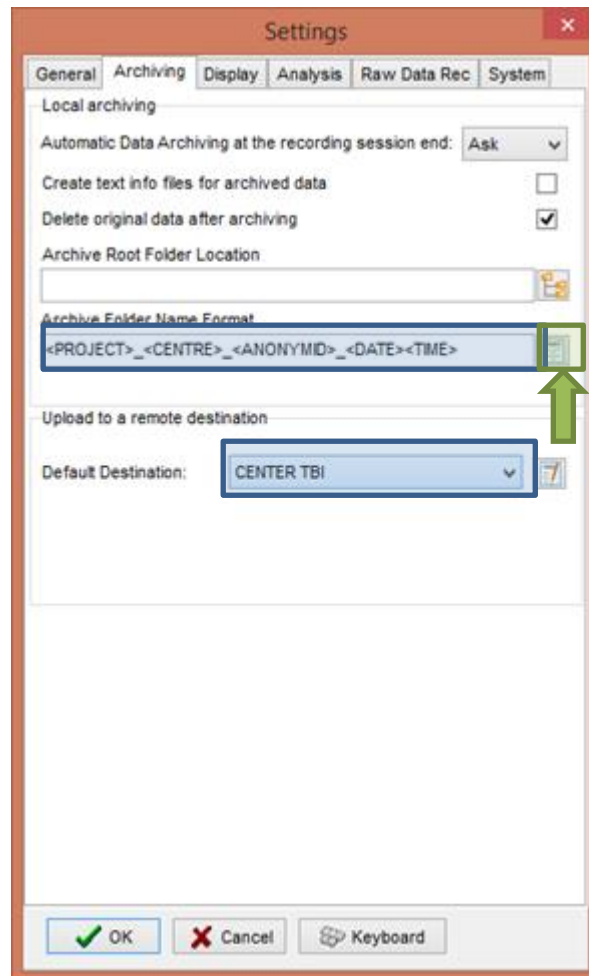 Settings
General Archiving Display Analysis Raw Data Rec System
Local archiving
Automatic Data Archiving at the recording session end: Ask
Create text info files for archived data
Delete original data after archiving
Archive Root Folder Location
Archive Folder Name Format
<PROJECT>_<CENTRE>_<ANONYMID>_<DATE><TIME>
Upload to a remote destination
Default Destination: CENTER TBI
OK Cancel Keyboard